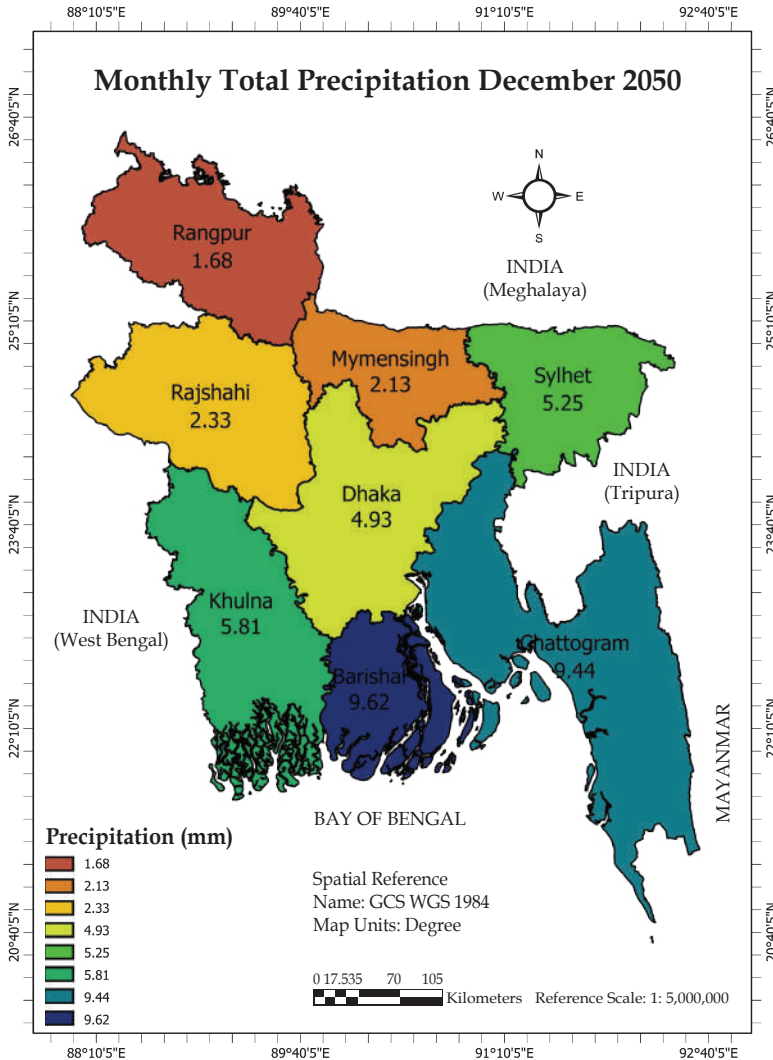 88°10'5"E 89°40'5"E 91°10'5"E 92°40'5"E
Monthly Total Precipitation December 2050
26°40'5"N 26°40'5"N
N
W E
S
Rangpur
1.68
INDIA
(Meghalaya)
25°10'5"N 25°10'5"N
Mymensingh
2.13
Sylhet
5.25
Rajshahi
2.33
INDIA
(Tripura)
Dhaka
4.93
23°40'5"N 23°40'5"N
Khulna
5.81
INDIA
(West Bengal)
Chattogram
9.44
Barishal
9.62
22°10'5"N 22°10'5"N
MAYANMAR
BAY OF BENGAL
Precipitation (mm)
1.68
2.13
2.33
4.93
5.25
5.81
9.44
9.62
Spatial Reference
Name: GCS WGS 1984
Map Units: Degree
20°40'5"N 20°40'5"N
0 17.535 70 105
Kilometers Reference Scale: 1: 5,000,000
88°10'5"E 89°40'5"E 91°10'5"E 92°40'5"E